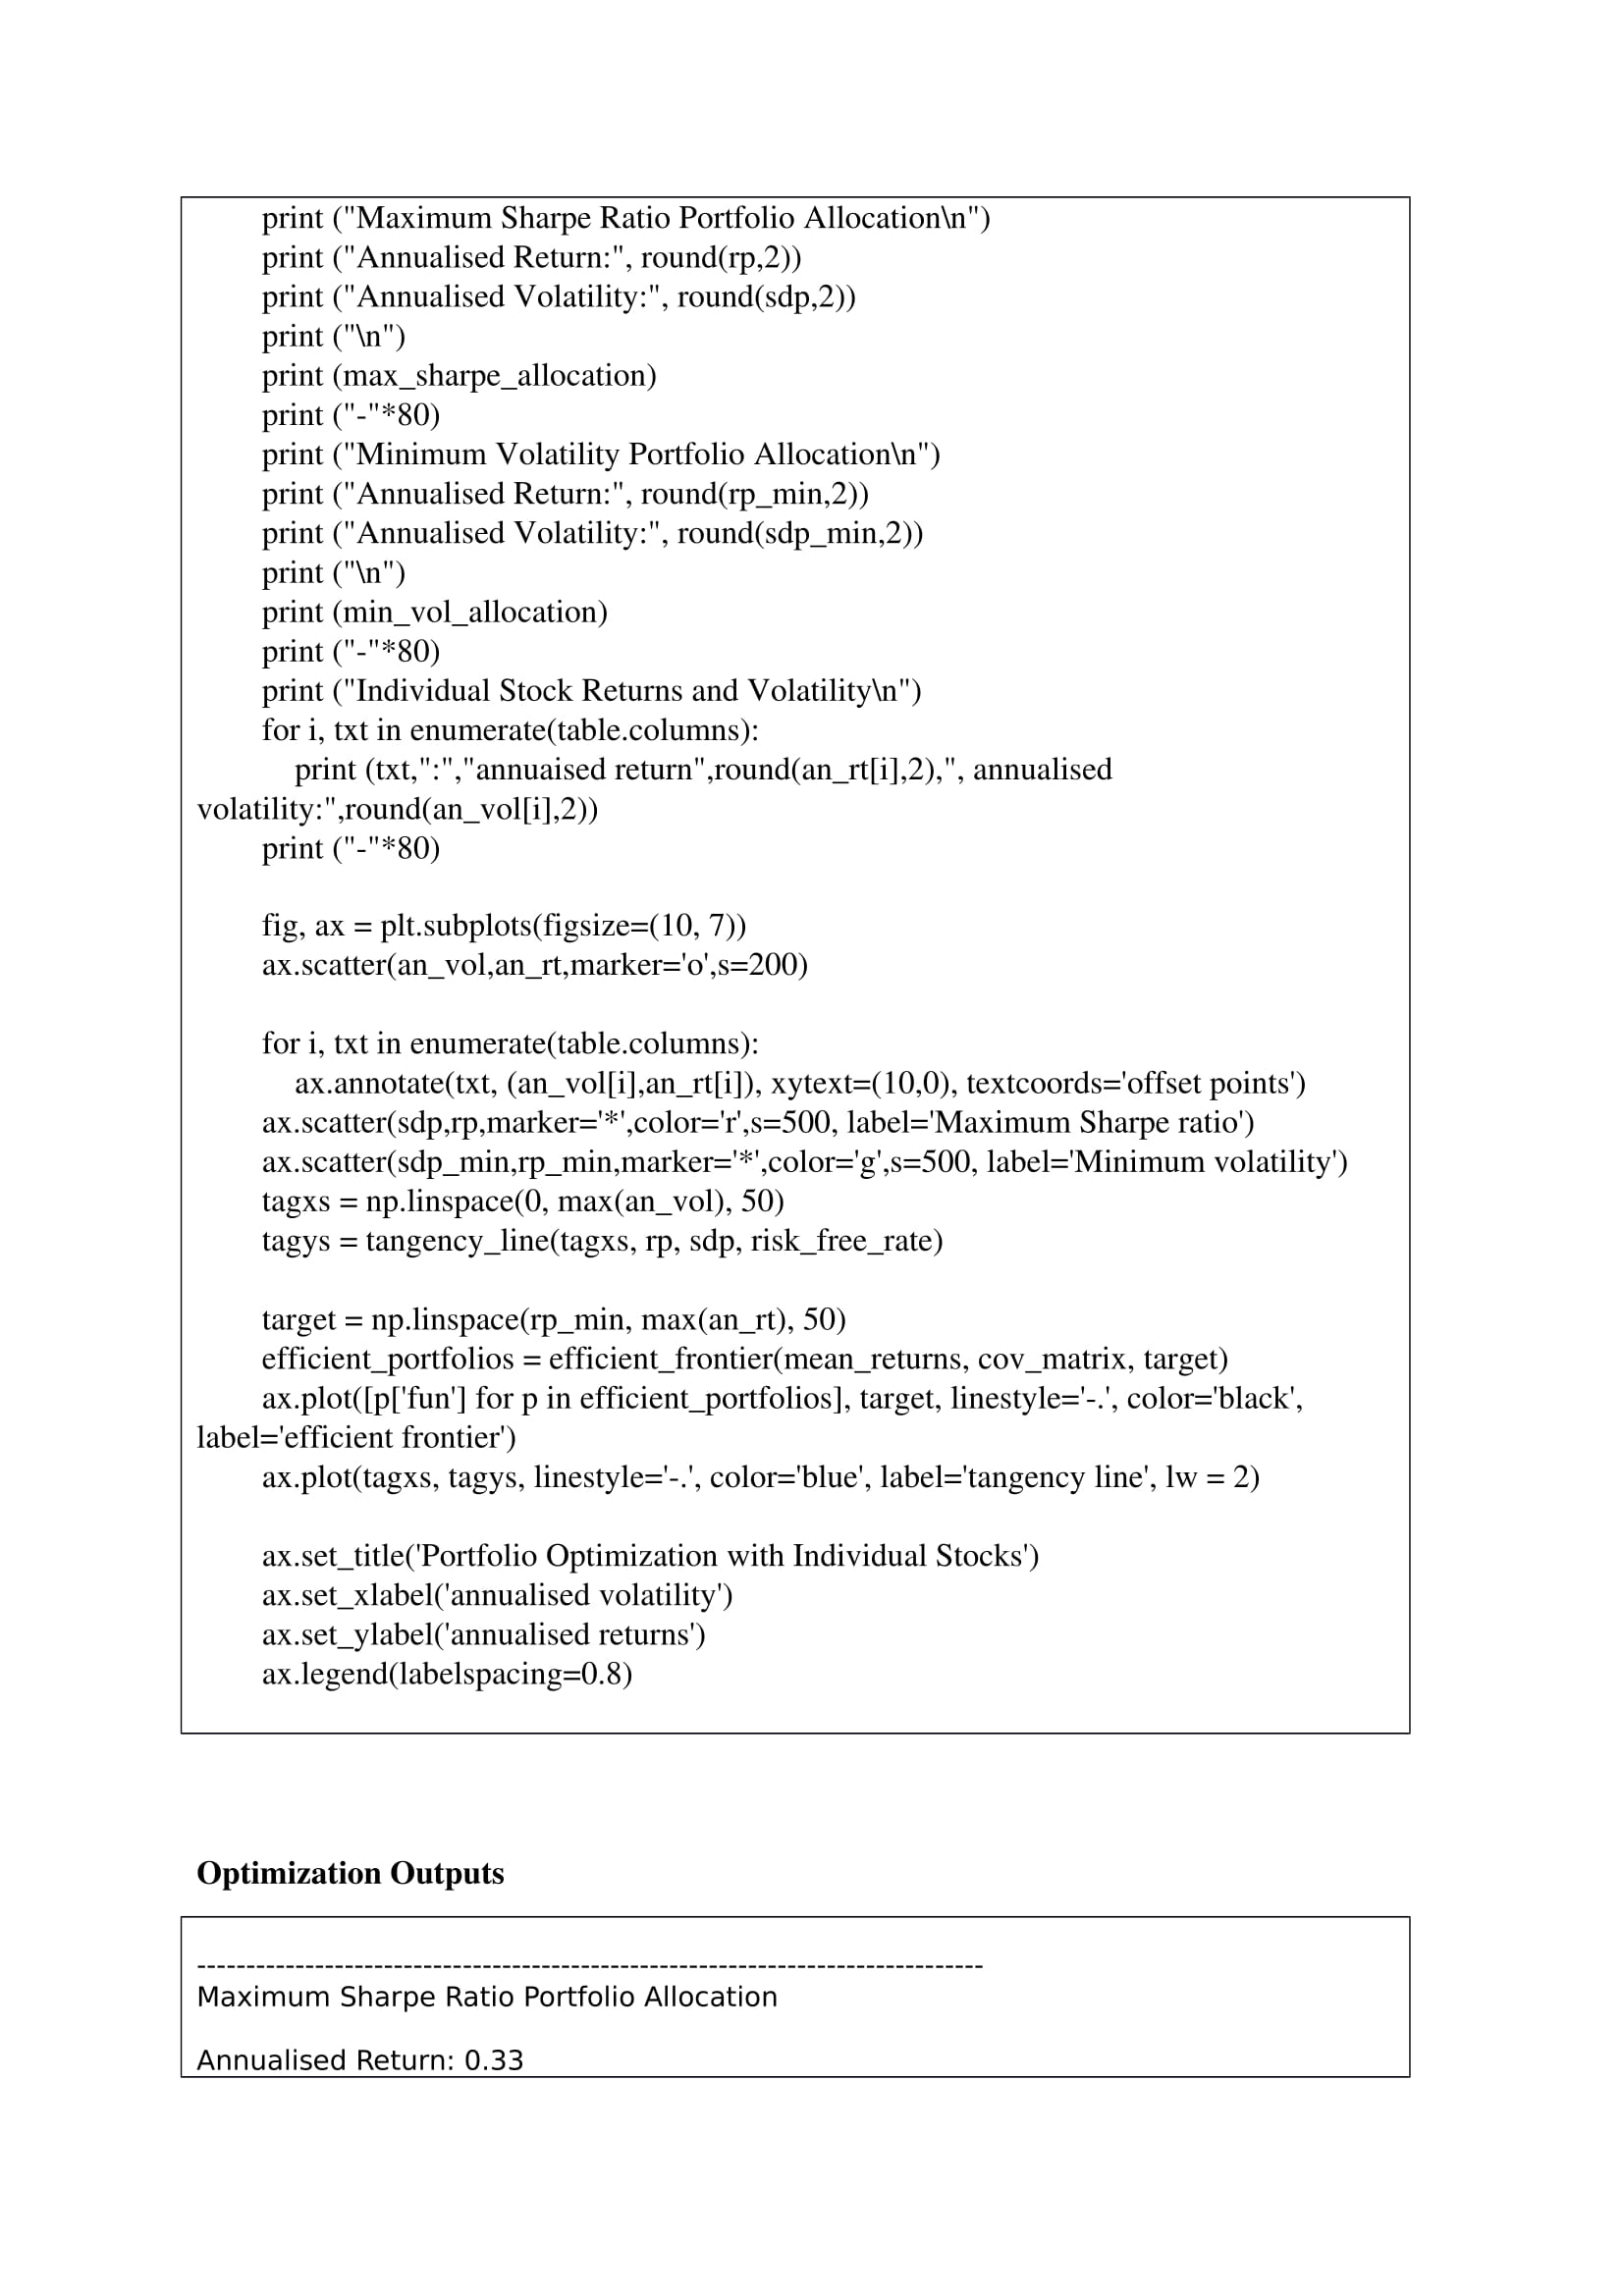 print ("Maximum Sharpe Ratio Portfolio Allocation\n")
print ("Annualised Return:", round(rp,2))
print ("Annualised Volatility:", round(sdp,2))
print ("\n")
print (max_sharpe_allocation)
print ("-"*80)
print ("Minimum Volatility Portfolio Allocation\n")
print ("Annualised Return:", round(rp_min,2))
print ("Annualised Volatility:", round(sdp_min,2))
print ("\n")
print (min_vol_allocation)
print ("-"*80)
print ("Individual Stock Returns and Volatility\n")
for i, txt in enumerate(table.columns):
print (txt,":","annuaised return",round(an_rt[i],2),", annualised
volatility:",round(an_vol[i],2))
print ("-"*80)
fig, ax = plt.subplots(figsize=(10, 7))
ax.scatter(an_vol,an_rt,marker='o',s=200)
for i, txt in enumerate(table.columns):
ax.annotate(txt, (an_vol[i],an_rt[i]), xytext=(10,0), textcoords='offset points')
ax.scatter(sdp,rp,marker='*',color='r',s=500, label='Maximum Sharpe ratio')
ax.scatter(sdp_min,rp_min,marker='*',color='g',s=500, label='Minimum volatility')
tagxs = np.linspace(0, max(an_vol), 50)
tagys = tangency_line(tagxs, rp, sdp, risk_free_rate)
target = np.linspace(rp_min, max(an_rt), 50)
efficient_portfolios = efficient_frontier(mean_returns, cov_matrix, target)
ax.plot([p['fun'] for p in efficient_portfolios], target, linestyle='-.', color='black',
label='efficient frontier')
ax.plot(tagxs, tagys, linestyle='-.', color='blue', label='tangency line', lw = 2)
ax.set_title('Portfolio Optimization with Individual Stocks')
ax.set_xlabel('annualised volatility')
ax.set_ylabel('annualised returns')
ax.legend(labelspacing=0.8)
Optimization Outputs
--------------------------------------------------------------------------------
Maximum Sharpe Ratio Portfolio Allocation
Annualised Return: 0.33